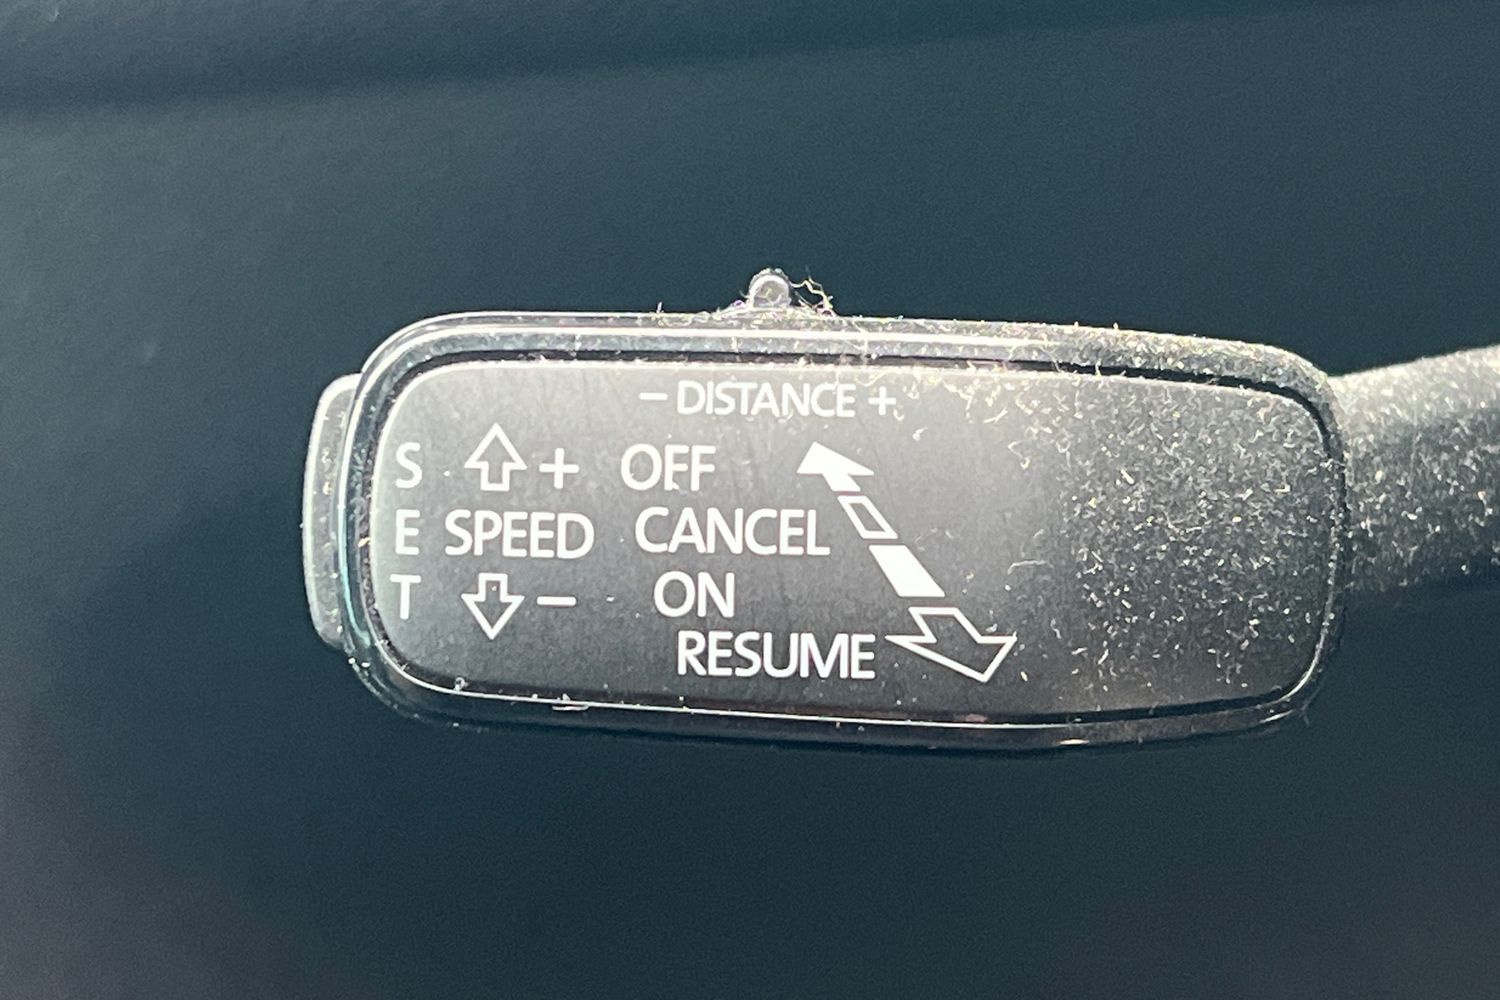 − DISTANCE +
S + OFF
E SPEED CANCEL
T − ON
RESUME